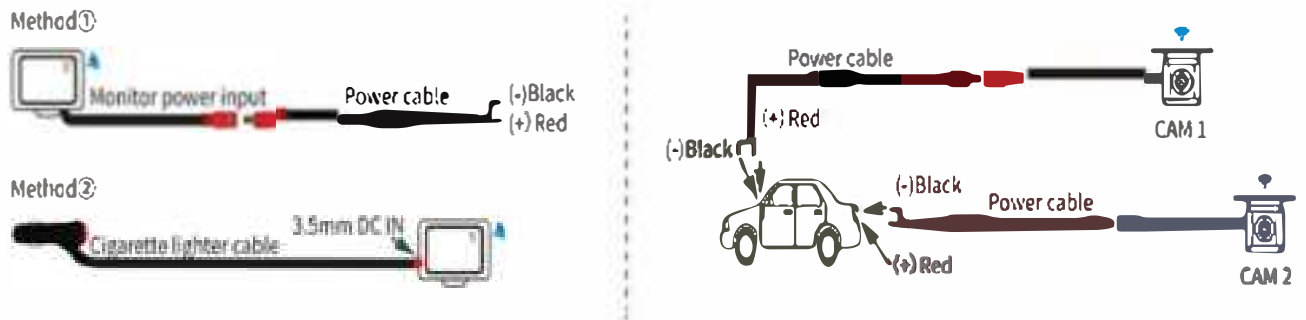 Method①
Monitor power input
Power cable
(-)Black
(+) Red
Method②
3.5mm DC IN
Cigarette lighter cable
Power cable
(+) Red
CAM 1
(-)Black
(-)Black
Power cable
(+) Red
CAM 2